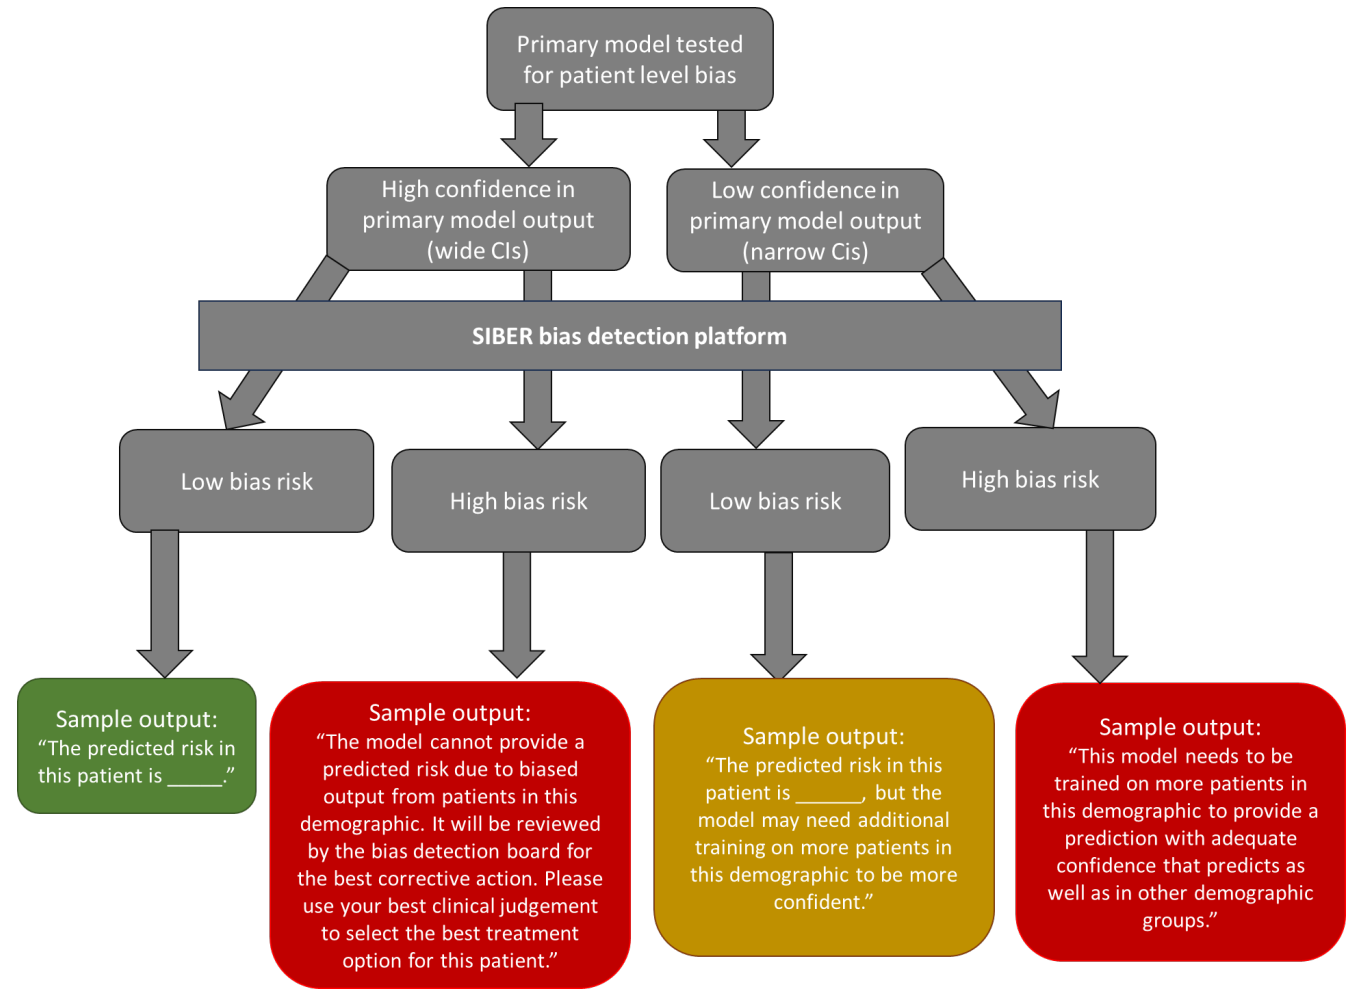 Primary model tested
for patient level bias
High confidence in
primary model output
(wide CIs)
Low confidence in
primary model output
(narrow Cis)
SIBER bias detection platform
Low bias risk
High bias risk
Low bias risk
High bias risk
Sample output:
“The predicted risk in
this patient is _____.”
Sample output:
“The model cannot provide a
predicted risk due to biased
output from patients in this
demographic. It will be reviewed
by the bias detection board for
the best corrective action. Please
use your best clinical judgement
to select the best treatment
option for this patient.”
Sample output:
“The predicted risk in this
patient is ______, but the
model may need additional
training on more patients in
this demographic to be more
confident.”
Sample output:
“This model needs to be
trained on more patients in
this demographic to provide a
prediction with adequate
confidence that predicts as
well as in other demographic
groups.”